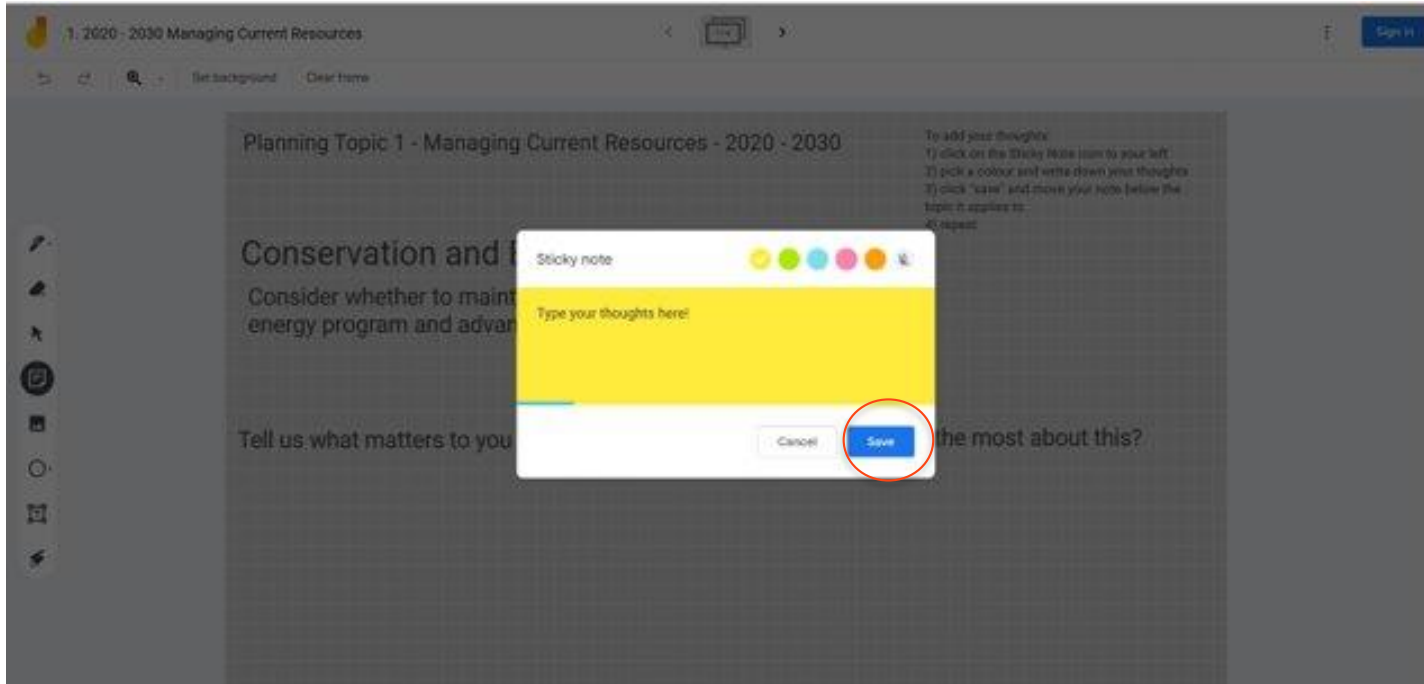 1. 2020 - 2030 Managing Current Resources
Sign in
Set background
Clear frame
Planning Topic 1 - Managing Current Resources - 2020 - 2030
To add your thoughts:
1) click on the Sticky Note icon to your left
2) pick a colour and write down your thoughts
3) click "save" and move your note below the
topic it applies to
4) repeat
Conservation and
Consider whether to maint
energy program and advan
Sticky note
Type your thoughts here!
Cancel
Save
Tell us what matters to you
the most about this?